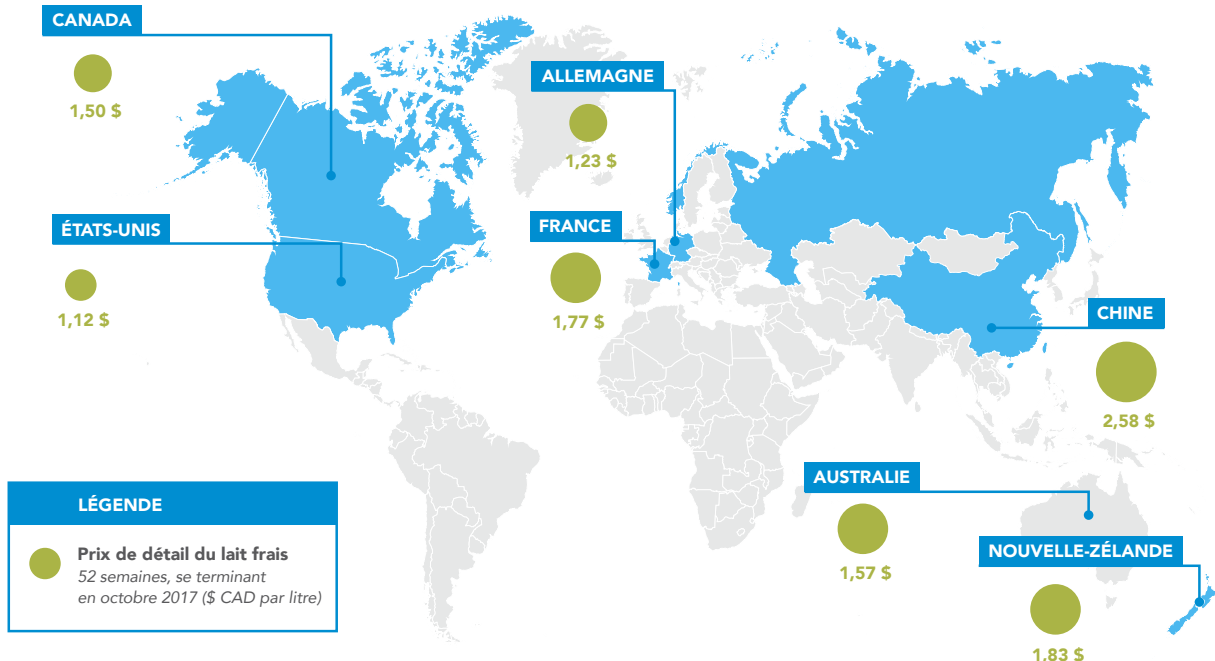 CANADA
1,50 $
ÉTATS-UNIS
1,12 $
ALLEMAGNE
1,23 $
FRANCE
1,77 $
CHINE
2,58 $
AUSTRALIE
1,57 $
NOUVELLE-ZÉLANDE
1,83 $
LÉGENDE
Prix de détail du lait frais
52 semaines, se terminant
en octobre 2017 ($ CAD par litre)